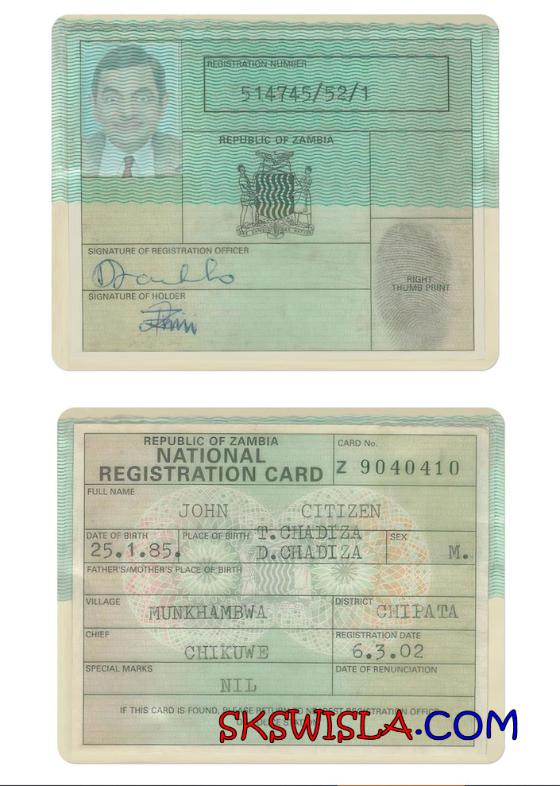 REGISTRATION NUMBER
514745/52/1
REPUBLIC OF ZAMBIA
SIGNATURE OF REGISTRATION OFFICER
SIGNATURE OF HOLDER
RIGHT
THUMB PRINT
REPUBLIC OF ZAMBIA
NATIONAL
REGISTRATION CARD
CARD No.
Z 9040410
FULL NAME
JOHN CITIZEN
DATE OF BIRTH
25.1.85.
PLACE OF BIRTH
T.CHADIZA
D.CHADIZA
SEX
M.
FATHER'S/MOTHER'S PLACE OF BIRTH
VILLAGE
MUNKHAMBWA
DISTRICT
CHIPATA
CHIEF
CHIKUWE
REGISTRATION DATE
6.3.02
SPECIAL MARKS
NIL
DATE OF RENUNCIATION
IF THIS CARD IS FOUND, PLEASE RETURN TO NEAREST REGISTRATION OFFICE
SKSWISLA.COM